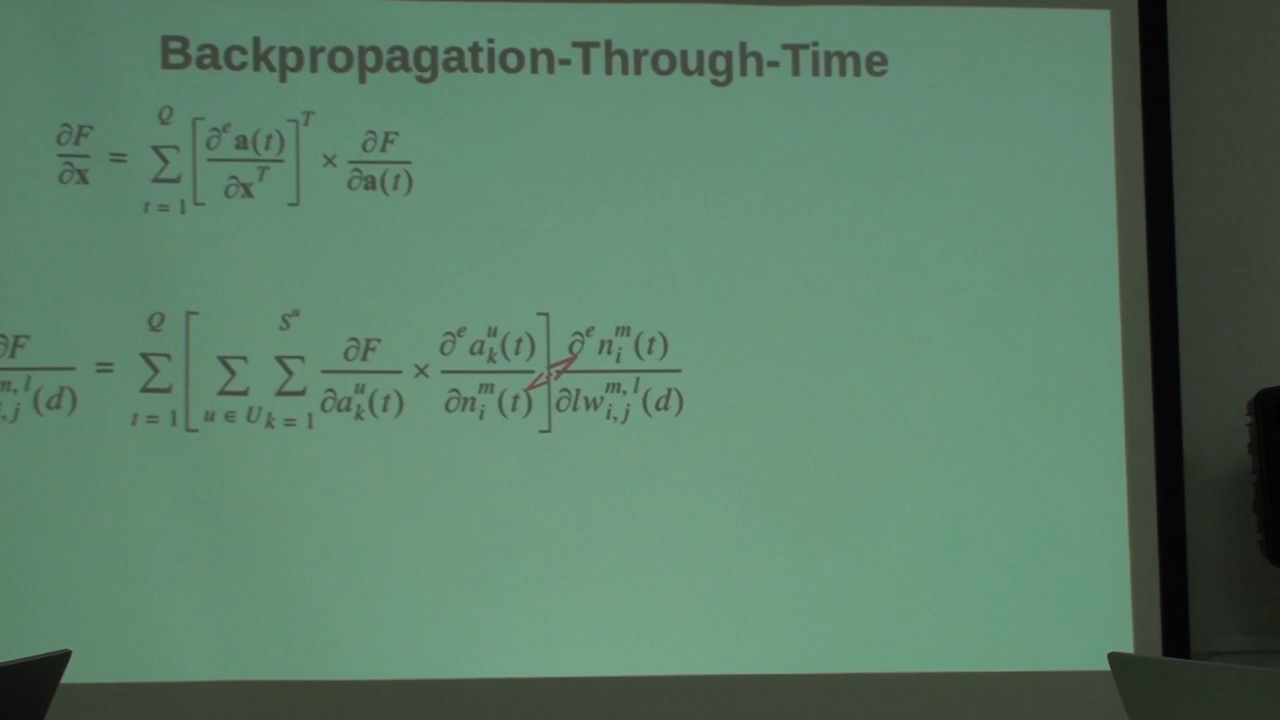 Backpropagation-Through-Time
∂F/∂x = Σ_{t = 1}^{Q} [∂^e a(t)/∂x^T]^T × ∂F/∂a(t)
∂F/_{i,j}^{m, l}(d) = Σ_{t = 1}^{Q} [Σ_{u ∈ U} Σ_{k = 1}^{S^u} ∂F/∂a_k^u(t) × ∂^e a_k^u(t)/∂n_i^m(t)] ∂^e n_i^m(t)/∂lw_{i,j}^{m, l}(d)